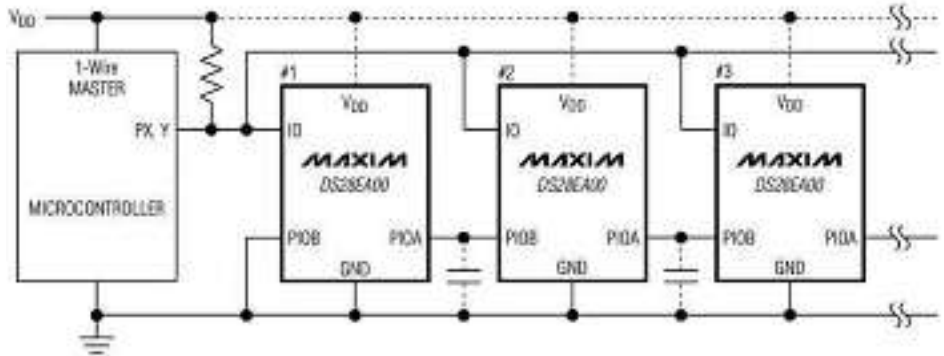 VDD
1-Wire
MASTER
PX, Y
MICROCONTROLLER
#1
VDD
IO
MAXIM
DS28EA00
PIOB PIOA
GND
#2
VDD
IO
MAXIM
DS28EA00
PIOB PIOA
GND
#3
VDD
IO
MAXIM
DS28EA00
PIOB PIOA
GND